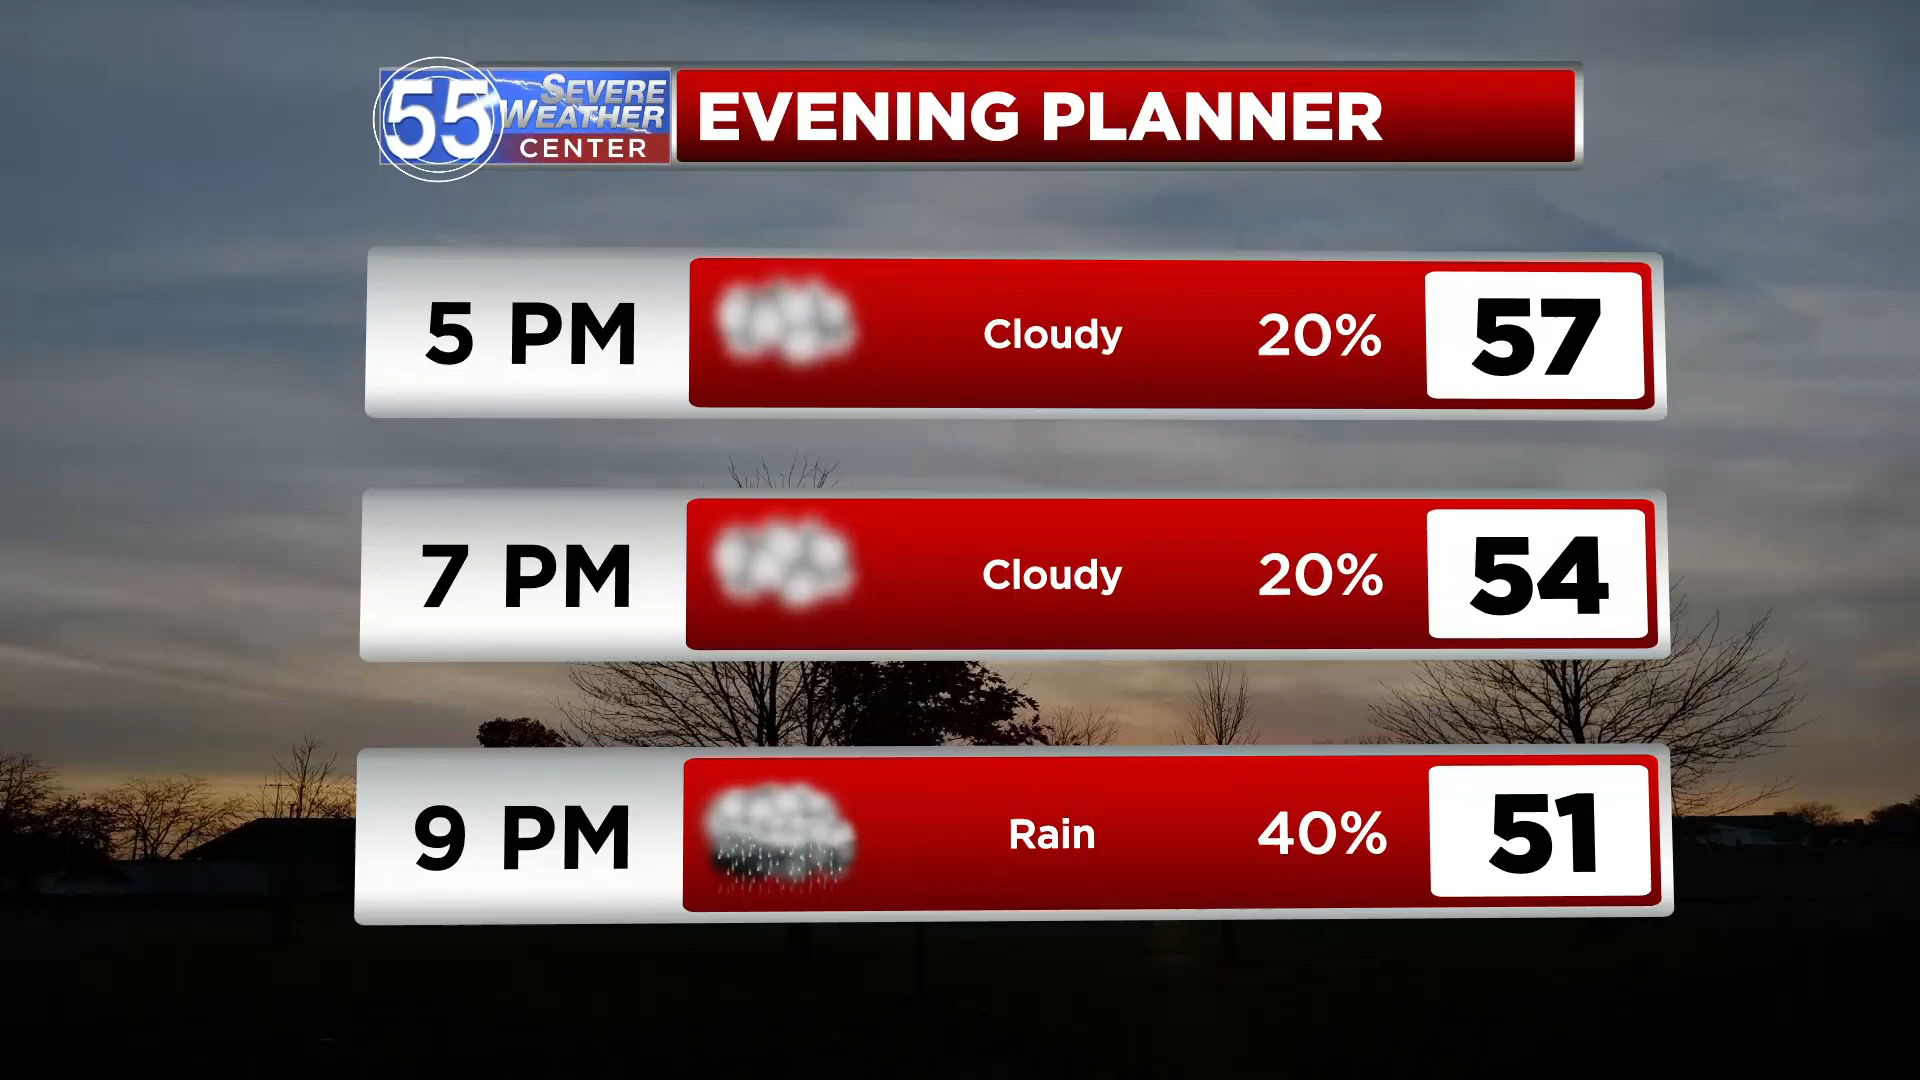 55 SEVERE
WEATHER
CENTER
EVENING PLANNER
5 PM Cloudy 20% 57
7 PM Cloudy 20% 54
9 PM Rain 40% 51